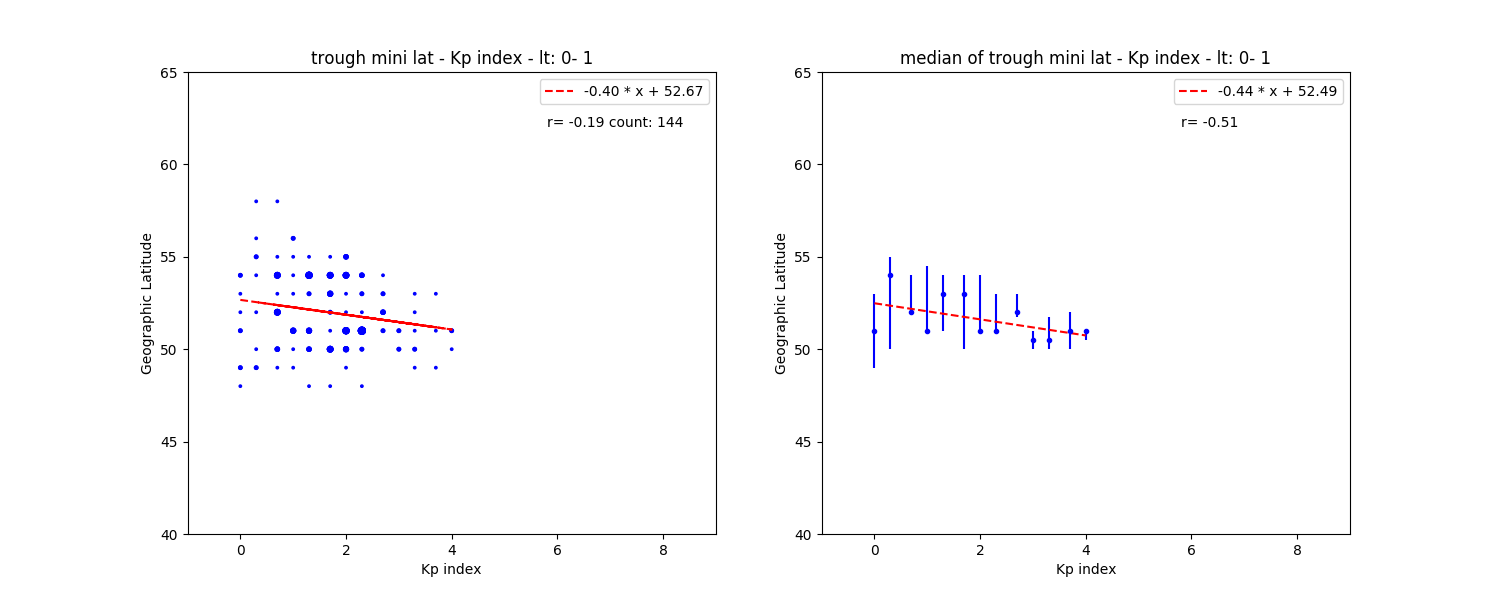 trough mini lat - Kp index - lt: 0- 1
65
60
55
50
45
40
Geographic Latitude
-0.40 * x + 52.67
r= -0.19 count: 144
0 2 4 6 8
Kp index
median of trough mini lat - Kp index - lt: 0- 1
65
60
55
50
45
40
Geographic Latitude
-0.44 * x + 52.49
r= -0.51
0 2 4 6 8
Kp index